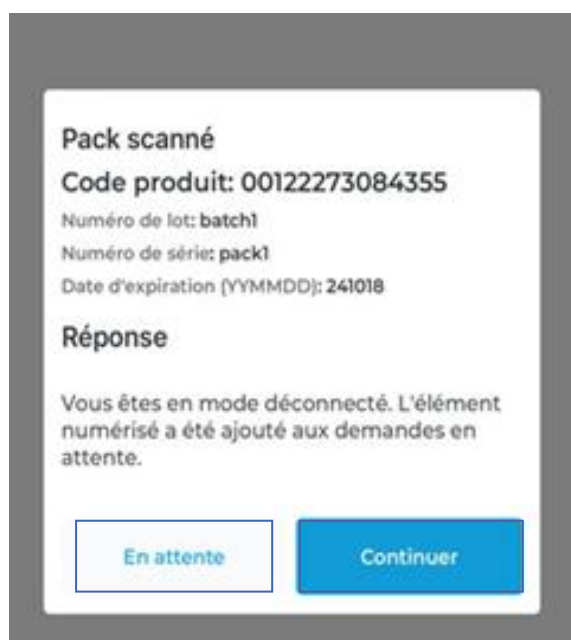 Pack scanné
Code produit: 00122273084355
Numéro de lot: batch1
Numéro de série: pack1
Date d'expiration (YYMMDD): 241018
Réponse
Vous êtes en mode déconnecté. L'élément
numérisé a été ajouté aux demandes en
attente.
En attente
Continuer